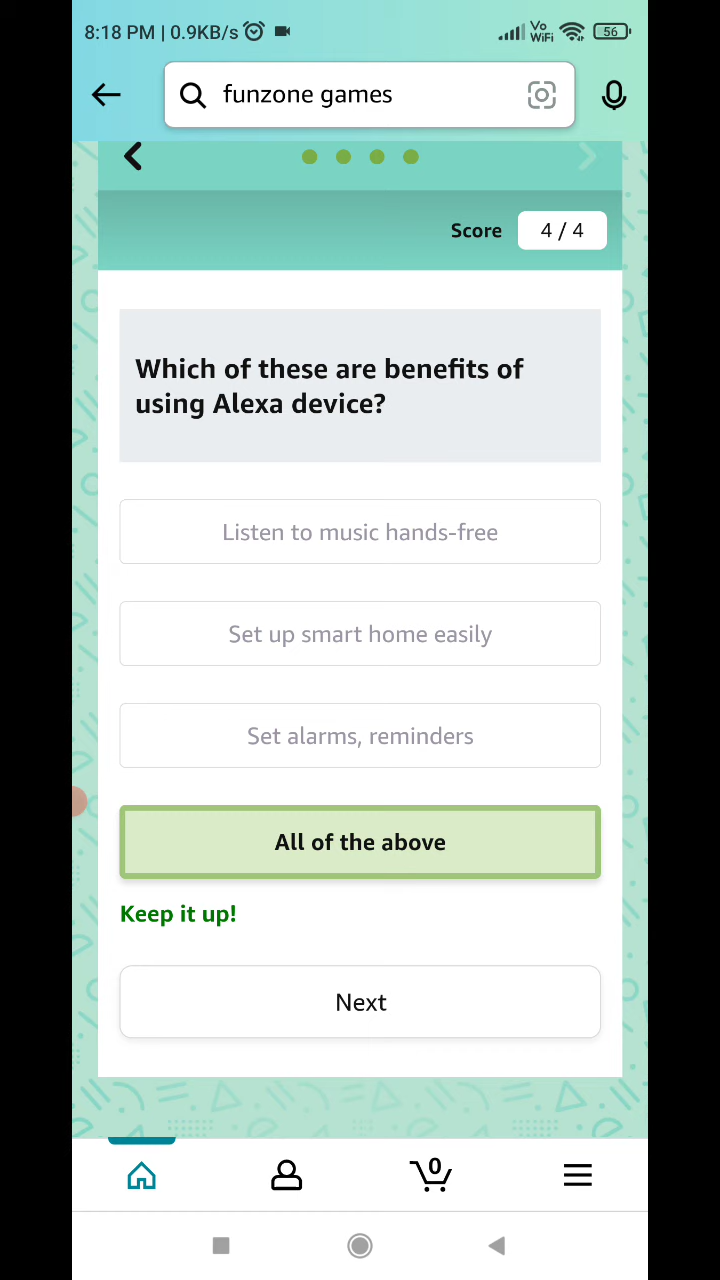 8:18 PM | 0.9KB/s
Vo
WiFi
56
funzone games
Score 4 / 4
Which of these are benefits of
using Alexa device?
Listen to music hands-free
Set up smart home easily
Set alarms, reminders
All of the above
Keep it up!
Next
0